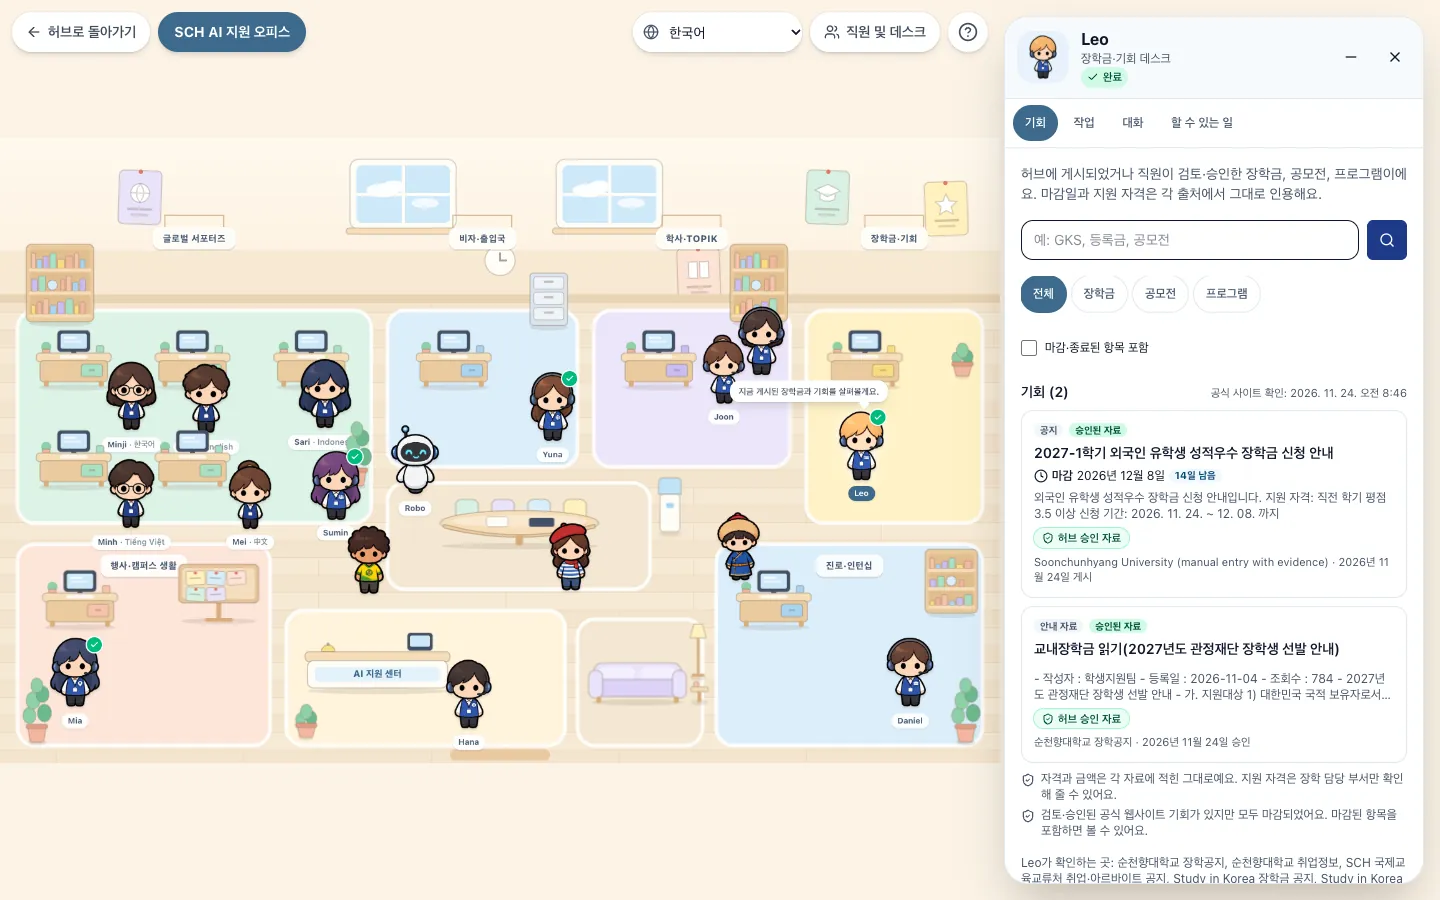 허브로 돌아가기
SCH AI 지원 오피스
한국어
직원 및 데스크
글로벌 서포터즈
비자·출입국
학사·TOPIK
장학금·기회
지금 게시된 장학금과 기회를 살펴볼게요.
Joon
Minji · 한국어
nglish
Sari · Indone
Yuna
Leo
Robo
Sumin
Minh · Tiếng Việt
Mei · 中文
행사·캠퍼스 생활
진로·인턴십
AI 지원 센터
Mia
Hana
Daniel
Leo
장학금·기회 데스크
완료
기회
작업
대화
할 수 있는 일
허브에 게시되었거나 직원이 검토·승인한 장학금, 공모전, 프로그램이에
요. 마감일과 지원 자격은 각 출처에서 그대로 인용해요.
예: GKS, 등록금, 공모전
전체
장학금
공모전
프로그램
마감·종료된 항목 포함
기회 (2)
공식 사이트 확인: 2026. 11. 24. 오전 8:46
공지
승인된 자료
2027-1학기 외국인 유학생 성적우수 장학금 신청 안내
마감 2026년 12월 8일 14일 남음
외국인 유학생 성적우수 장학금 신청 안내입니다. 지원 자격: 직전 학기 평점
3.5 이상 신청 기간: 2026. 11. 24. ~ 12. 08. 까지
허브 승인 자료
Soonchunhyang University (manual entry with evidence) · 2026년 11
월 24일 게시
안내 자료
승인된 자료
교내장학금 읽기(2027년도 관정재단 장학생 선발 안내)
- 작성자 : 학생지원팀 - 등록일 : 2026-11-04 - 조회수 : 784 - 2027년
도 관정재단 장학생 선발 안내 - 가. 지원대상 1) 대한민국 국적 보유자로서...
허브 승인 자료
순천향대학교 장학공지 · 2026년 11월 24일 승인
자격과 금액은 각 자료에 적힌 그대로예요. 지원 자격은 장학 담당 부서만 확인
해 줄 수 있어요.
검토·승인된 공식 웹사이트 기회가 있지만 모두 마감되었어요. 마감된 항목을
포함하면 볼 수 있어요.
Leo가 확인하는 곳: 순천향대학교 장학공지, 순천향대학교 취업정보, SCH 국제교
육교류처 취업·아르바이트 공지, Study in Korea 장학금 공지, Study in Korea